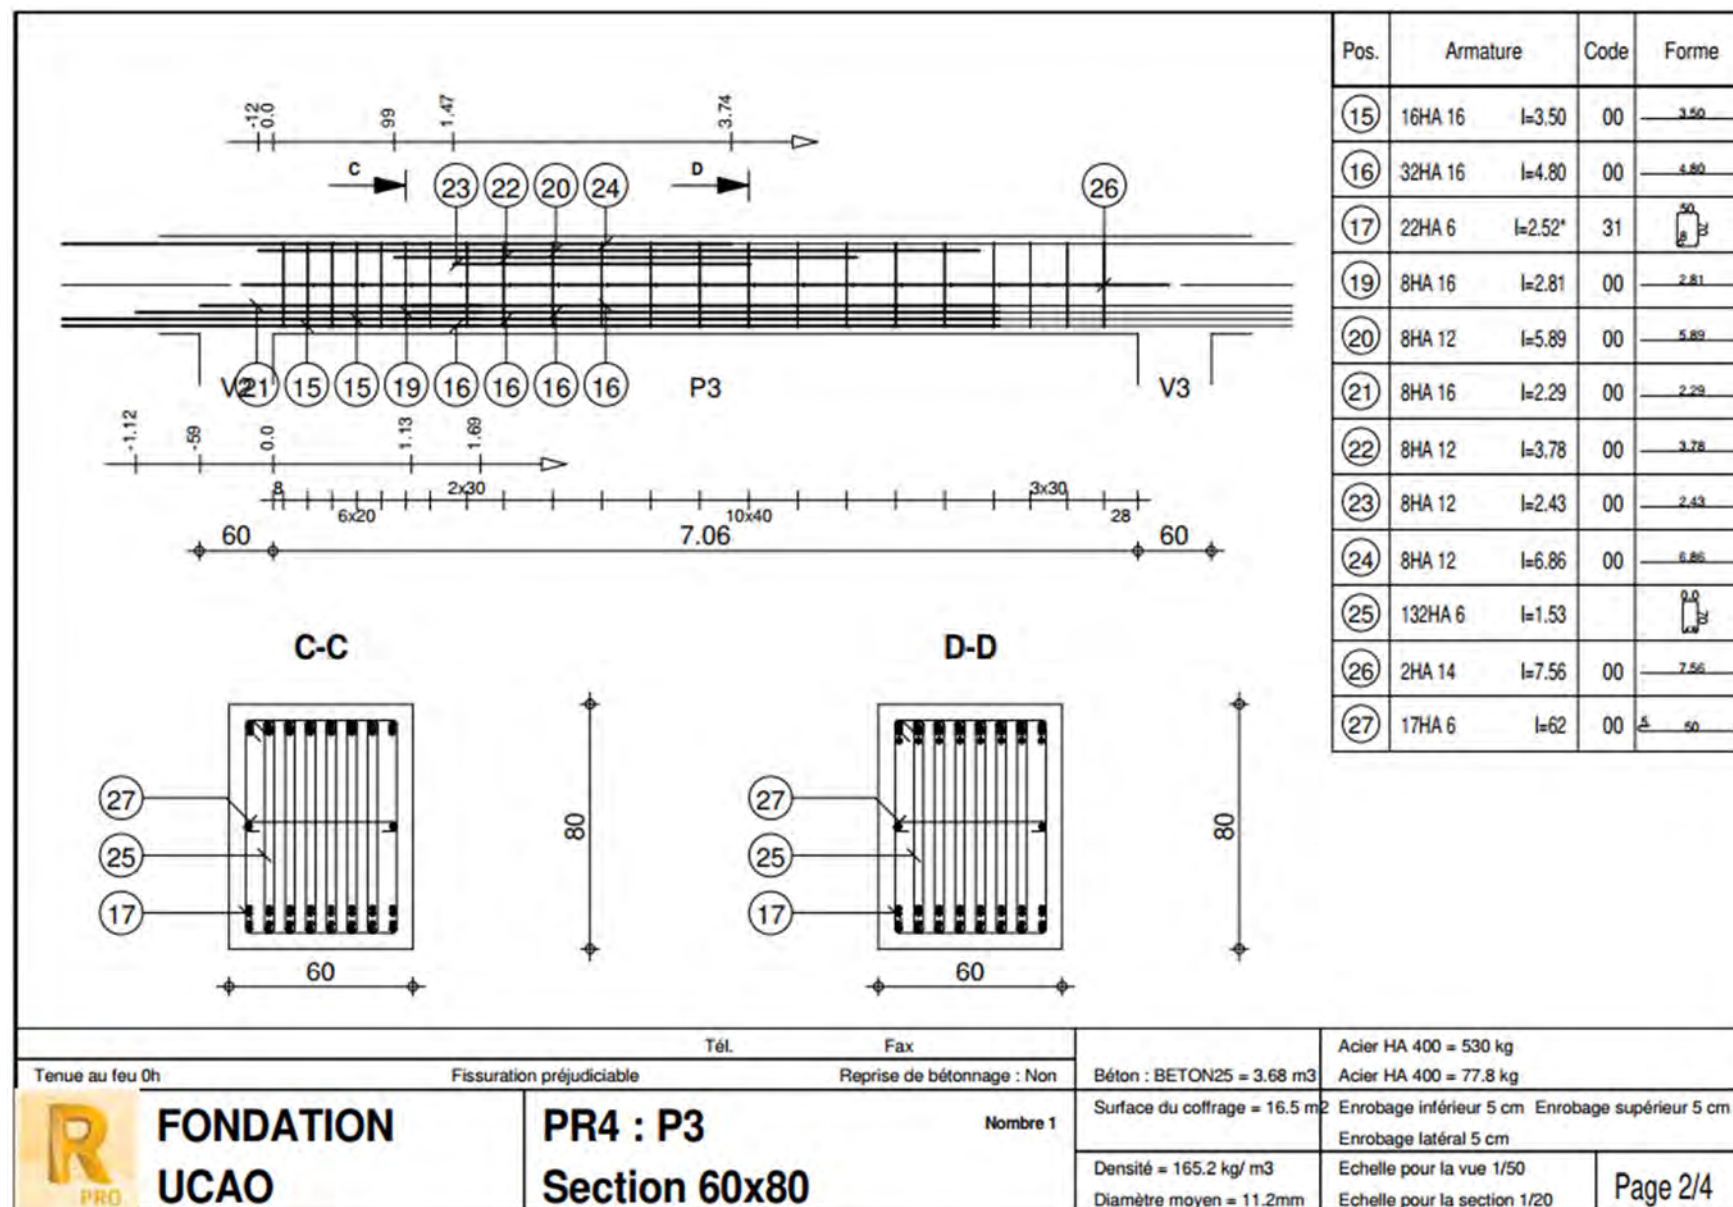 -12
0.0
99
1.47
3.74
C
D
23
22
20
24
26
V2
21
15
15
19
16
16
16
16
P3
V3
-1.12
-59
0.0
1.13
1.69
8
2x30
3x30
6x20
10x40
28
60
7.06
60
C-C
D-D
27
25
17
80
60
27
25
17
80
60
Pos. Armature Code Forme
15 16HA 16 l=3.50 00 3.50
16 32HA 16 l=4.80 00 4.80
17 22HA 6 l=2.52* 31 50 70 8
19 8HA 16 l=2.81 00 2.81
20 8HA 12 l=5.89 00 5.89
21 8HA 16 l=2.29 00 2.29
22 8HA 12 l=3.78 00 3.78
23 8HA 12 l=2.43 00 2.43
24 8HA 12 l=6.86 00 6.86
25 132HA 6 l=1.53 0.0 70
26 2HA 14 l=7.56 00 7.56
27 17HA 6 l=62 00 5 50
Tél. Fax
Tenue au feu 0h Fissuration préjudiciable Reprise de bétonnage : Non
Béton : BETON25 = 3.68 m3
Acier HA 400 = 530 kg
Acier HA 400 = 77.8 kg
Surface du coffrage = 16.5 m2
Enrobage inférieur 5 cm Enrobage supérieur 5 cm
Enrobage latéral 5 cm
Densité = 165.2 kg/ m3
Diamètre moyen = 11.2mm
Echelle pour la vue 1/50
Echelle pour la section 1/20
Page 2/4
R
PRO
FONDATION
UCAO
PR4 : P3
Nombre 1
Section 60x80